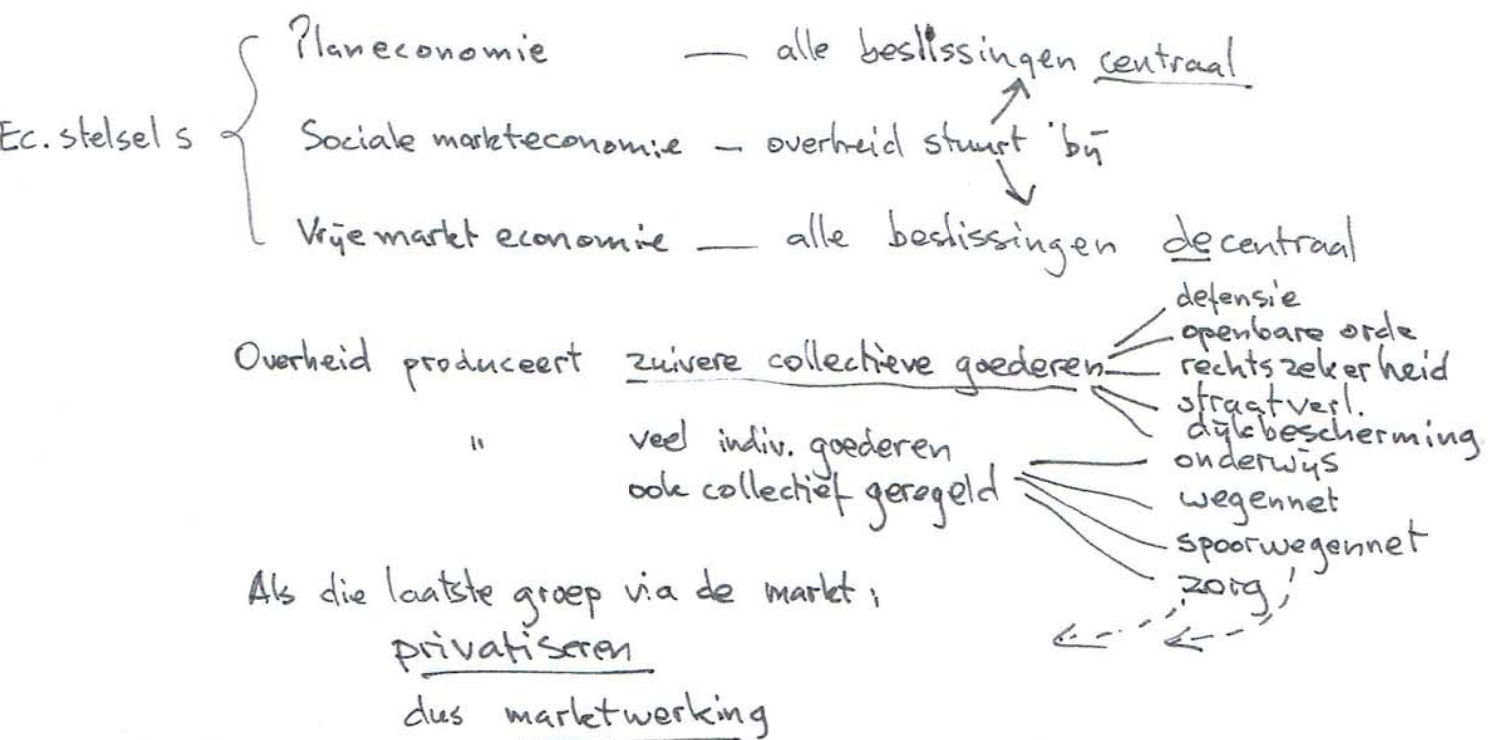 Planeconomie — alle beslissingen centraal
Ec. stelsels
Sociale markteconomie — overheid stuurt bij
Vrije markt economie — alle beslissingen decentraal
defensie
openbare orde
Overheid produceert zuivere collectieve goederen
rechtszekerheid
straatverl.
dijkbescherming
" veel indiv. goederen
onderwijs
ook collectief geregeld
wegennet
spoorwegennet
zorg
Als die laatste groep via de markt,
privatiseren
dus marktwerking